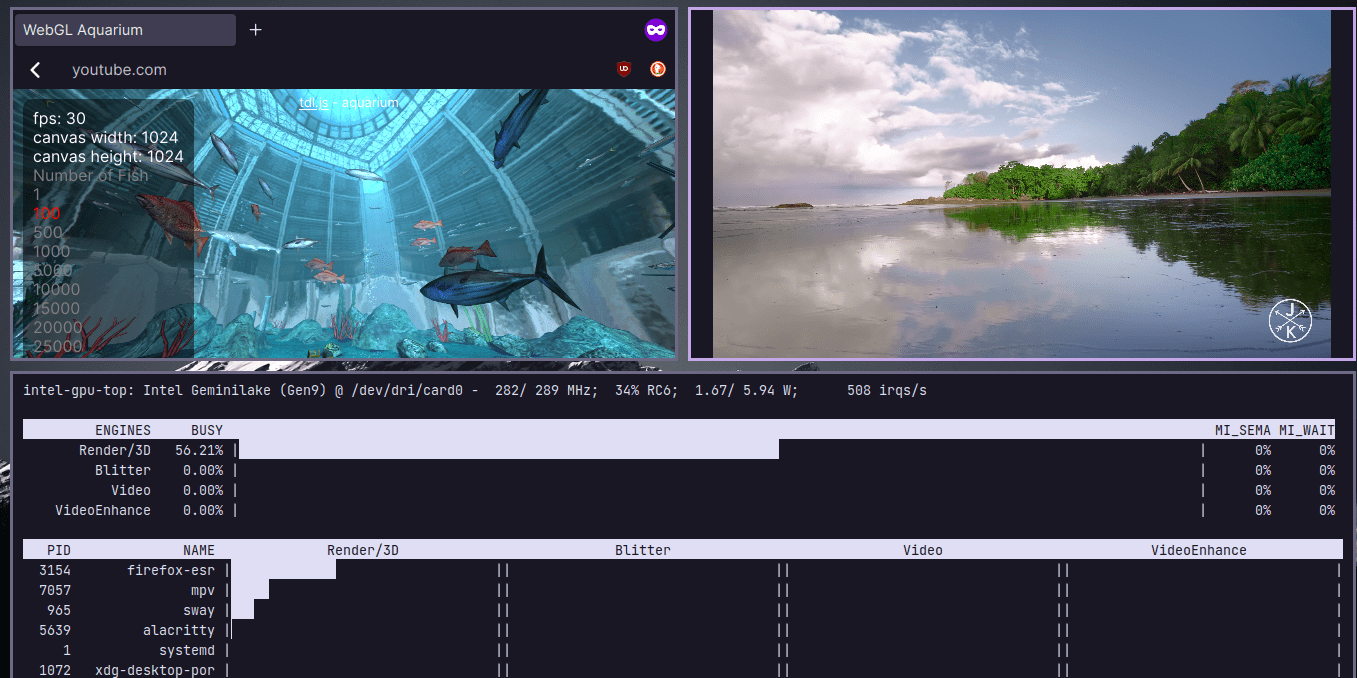 WebGL Aquarium
+
youtube.com
UO
tdl.js - aquarium
fps: 30
canvas width: 1024
canvas height: 1024
Number of Fish
1
100
500
1000
5000
10000
15000
20000
25000
J
K
intel-gpu-top: Intel Geminilake (Gen9) @ /dev/dri/card0 - 282/ 289 MHz; 34% RC6; 1.67/ 5.94 W; 508 irqs/s
ENGINES BUSY MI_SEMA MI_WAIT
Render/3D 56.21% | | 0% 0%
Blitter 0.00% | | 0% 0%
Video 0.00% | | 0% 0%
VideoEnhance 0.00% | | 0% 0%
PID NAME Render/3D Blitter Video VideoEnhance
3154 firefox-esr | || || || |
7057 mpv | || || || |
965 sway | || || || |
5639 alacritty | || || || |
1 systemd | || || || |
1072 xdg-desktop-por | || || || |